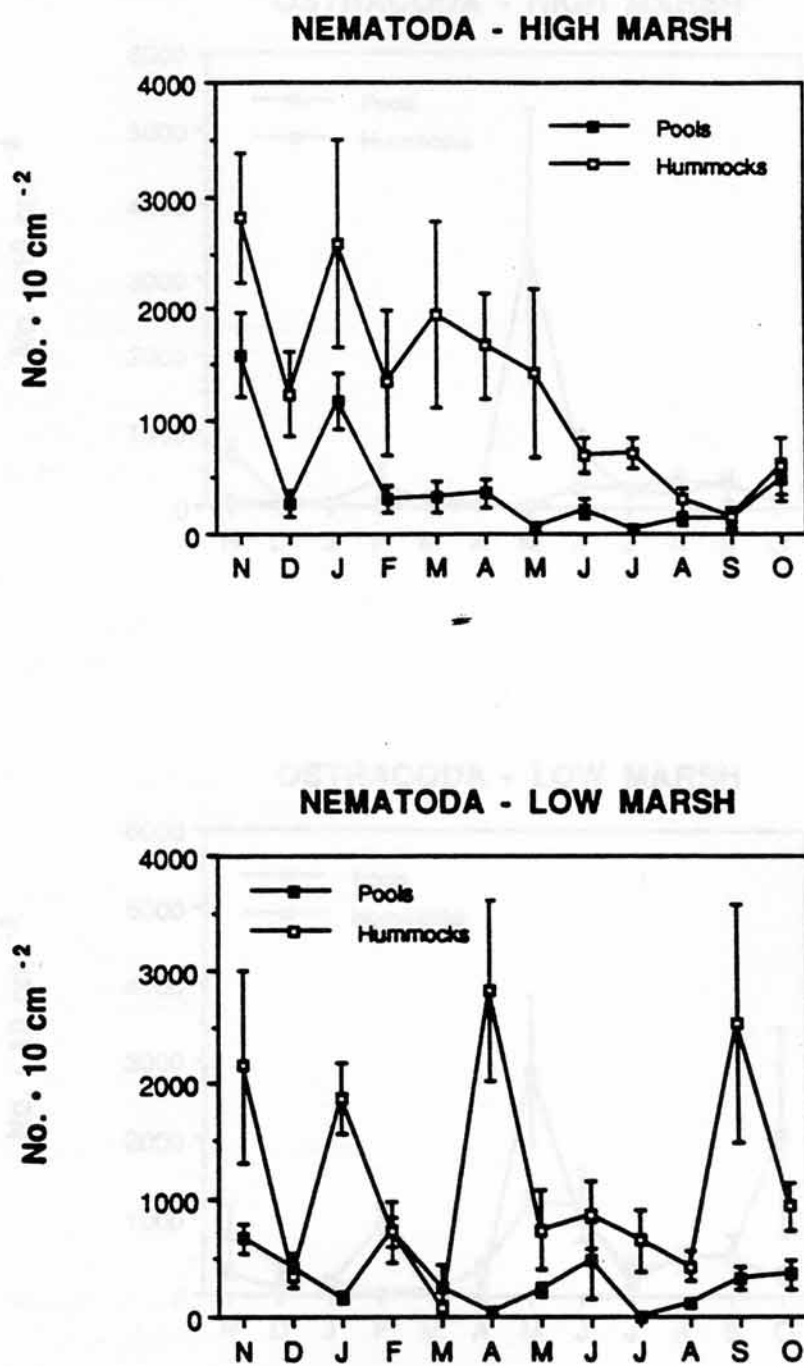 NEMATODA - HIGH MARSH
No. • 10 cm -2
4000
3000
2000
1000
0
Pools
Hummocks
N D J F M A M J J A S O
NEMATODA - LOW MARSH
No. • 10 cm -2
4000
3000
2000
1000
0
Pools
Hummocks
N D J F M A M J J A S O